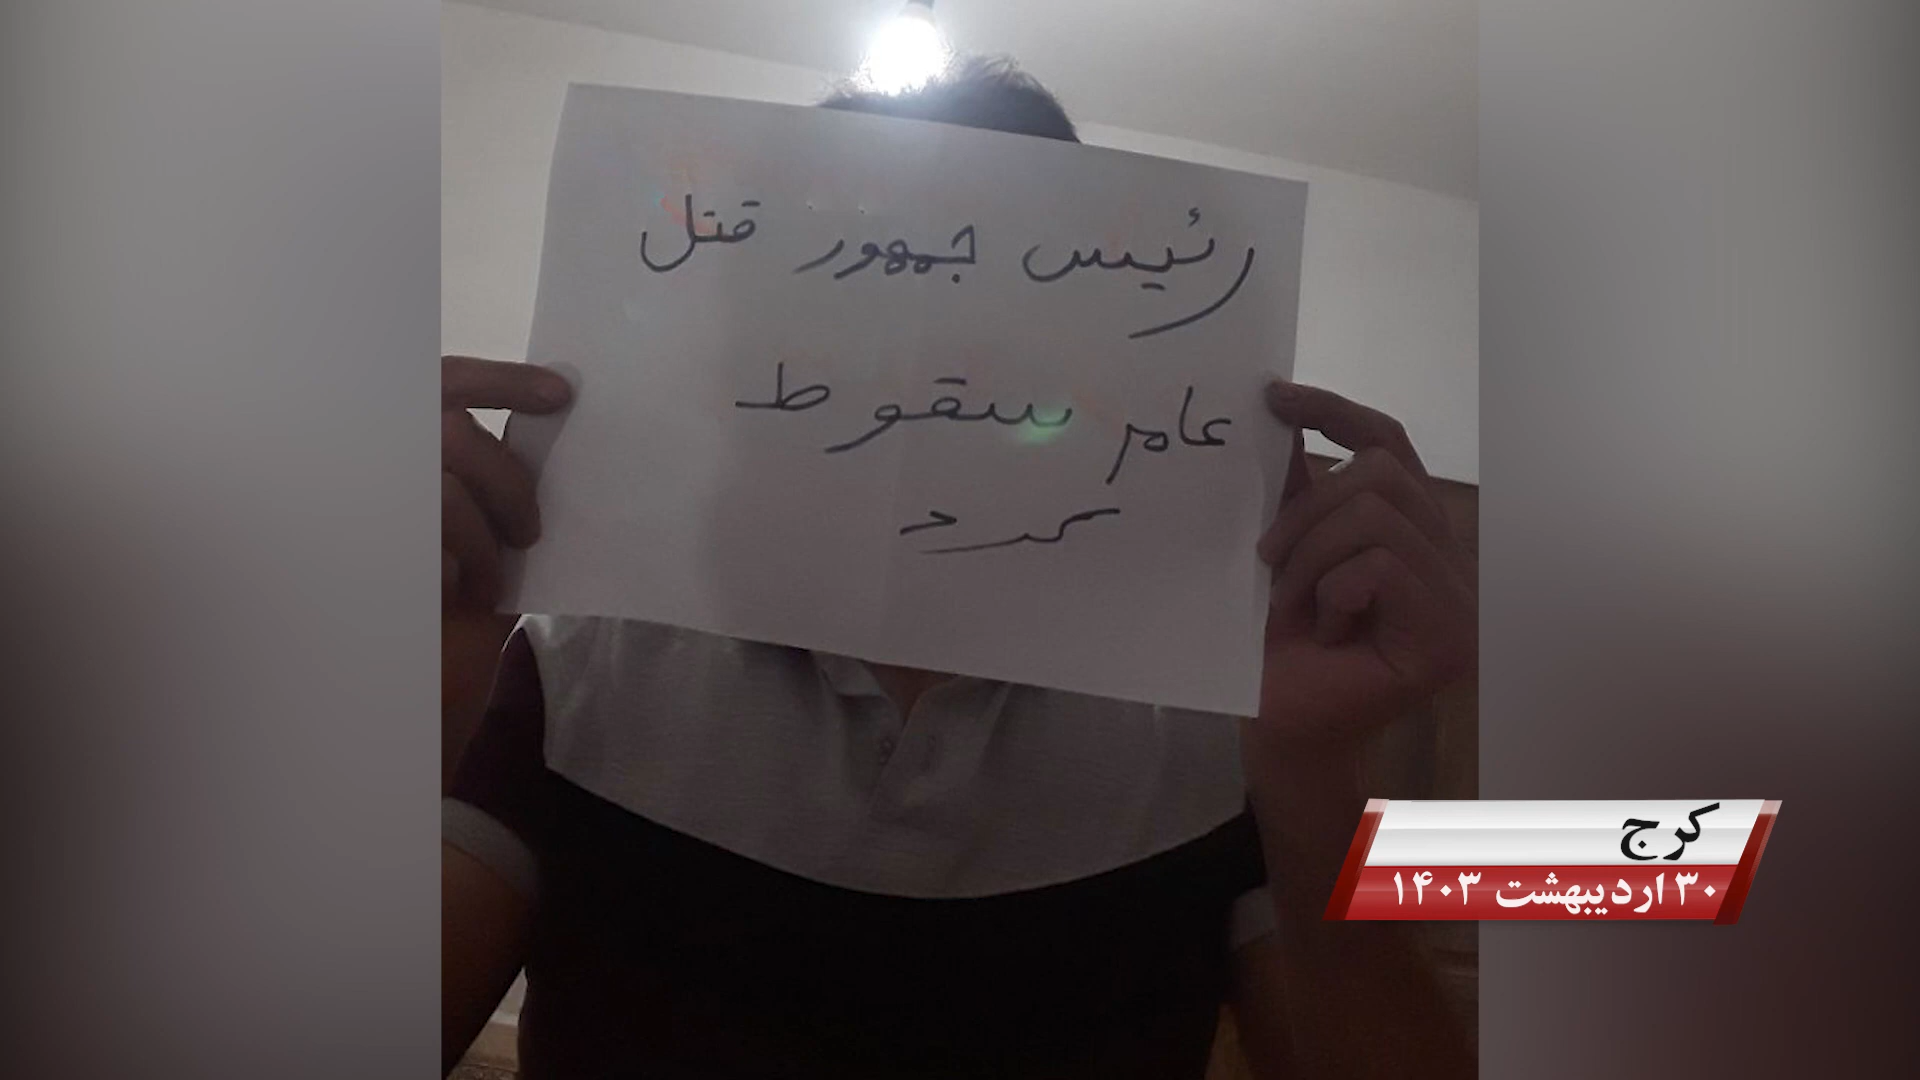 رئیس جمهور قتل
عام سقوط
کرد
کرج
۳۰ اردیبهشت ۱۴۰۳